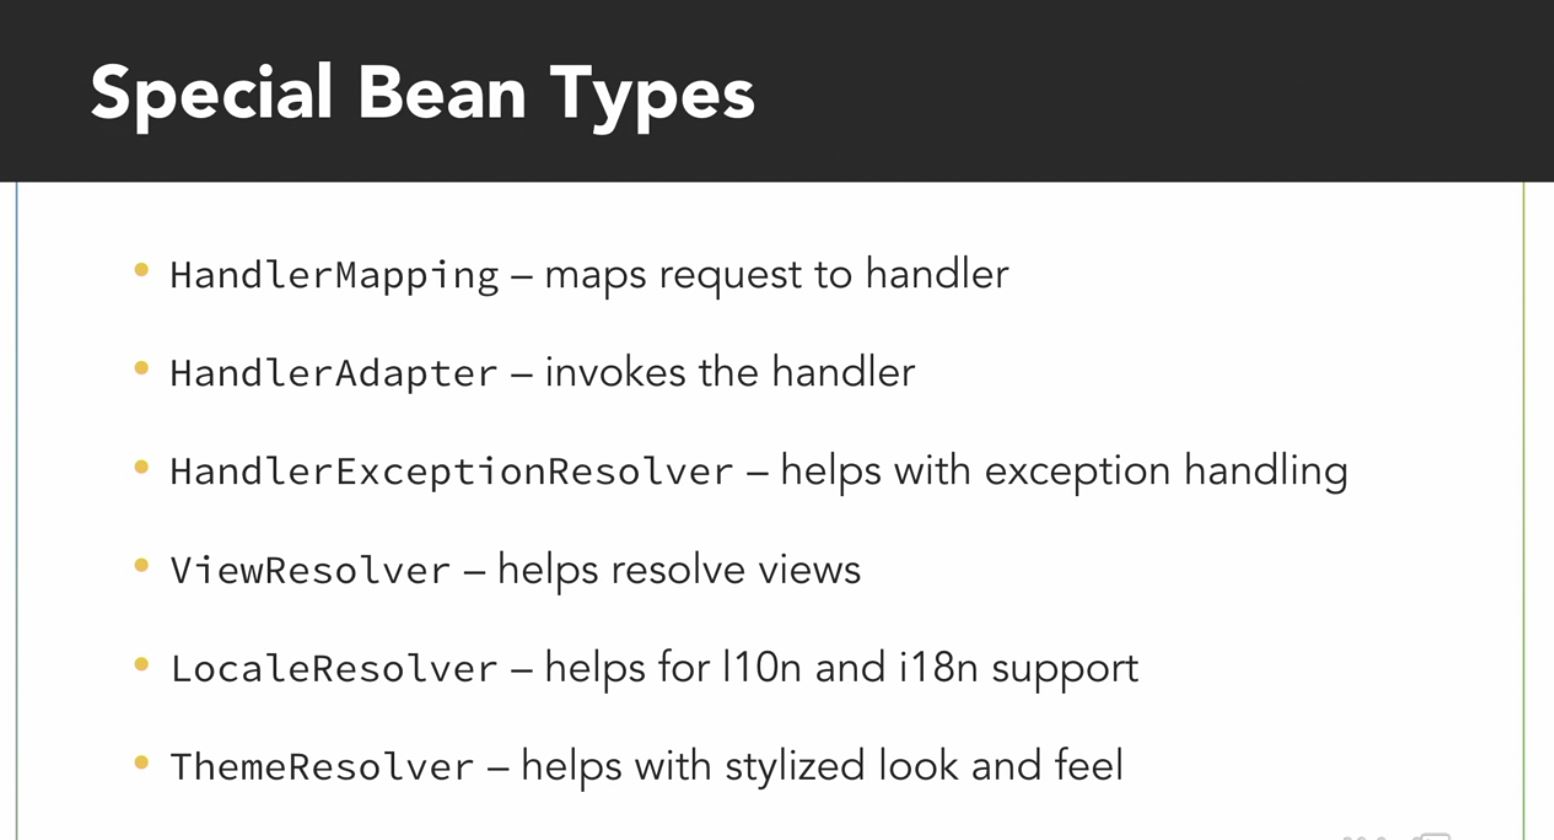 Special Bean Types
• HandlerMapping – maps request to handler
• HandlerAdapter – invokes the handler
• HandlerExceptionResolver – helps with exception handling
• ViewResolver – helps resolve views
• LocaleResolver – helps for l10n and i18n support
• ThemeResolver – helps with stylized look and feel